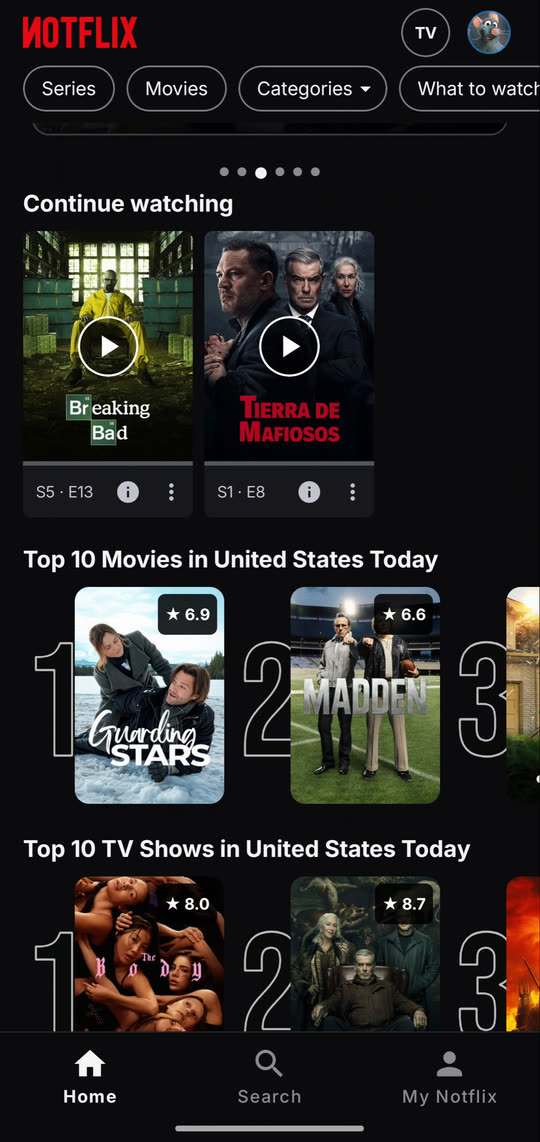 NOTFLIX
TV
Series
Movies
Categories
What to watch
Continue watching
Breaking
Bad
TIERRA DE
MAFIOSOS
S5 · E13
S1 · E8
Top 10 Movies in United States Today
1
★ 6.9
Guarding
STARS
2
★ 6.6
MADDEN
3
Top 10 TV Shows in United States Today
1
★ 8.0
The
Body
2
★ 8.7
3
Home
Search
My Notflix